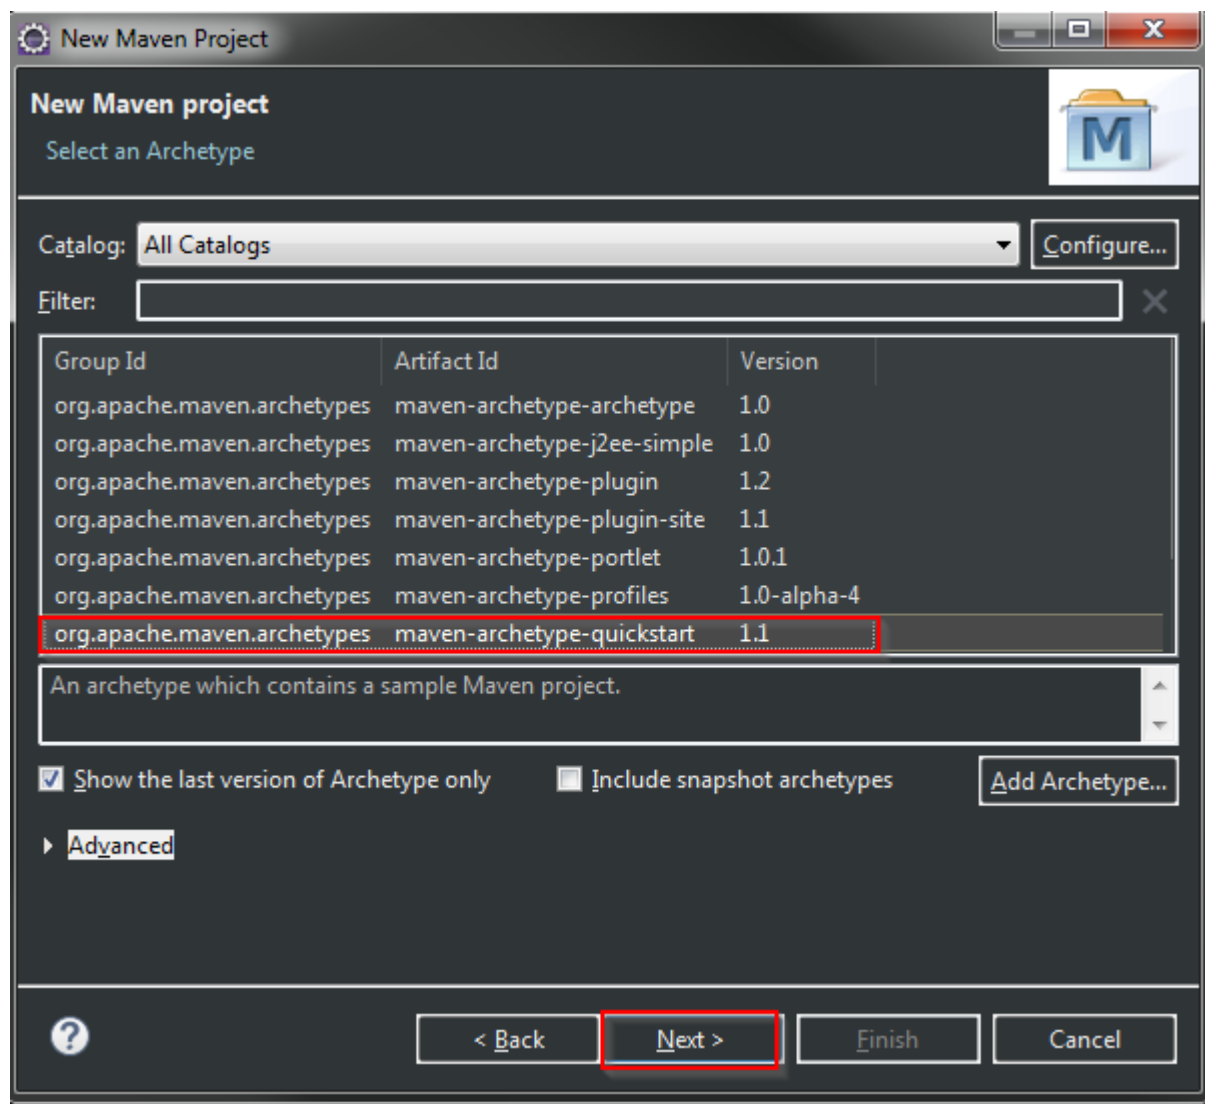 New Maven Project
New Maven project
Select an Archetype
M
Catalog: All Catalogs Configure...
Filter:
Group Id Artifact Id Version
org.apache.maven.archetypes maven-archetype-archetype 1.0
org.apache.maven.archetypes maven-archetype-j2ee-simple 1.0
org.apache.maven.archetypes maven-archetype-plugin 1.2
org.apache.maven.archetypes maven-archetype-plugin-site 1.1
org.apache.maven.archetypes maven-archetype-portlet 1.0.1
org.apache.maven.archetypes maven-archetype-profiles 1.0-alpha-4
org.apache.maven.archetypes maven-archetype-quickstart 1.1
An archetype which contains a sample Maven project.
Show the last version of Archetype only Include snapshot archetypes Add Archetype...
Advanced
? < Back Next > Finish Cancel